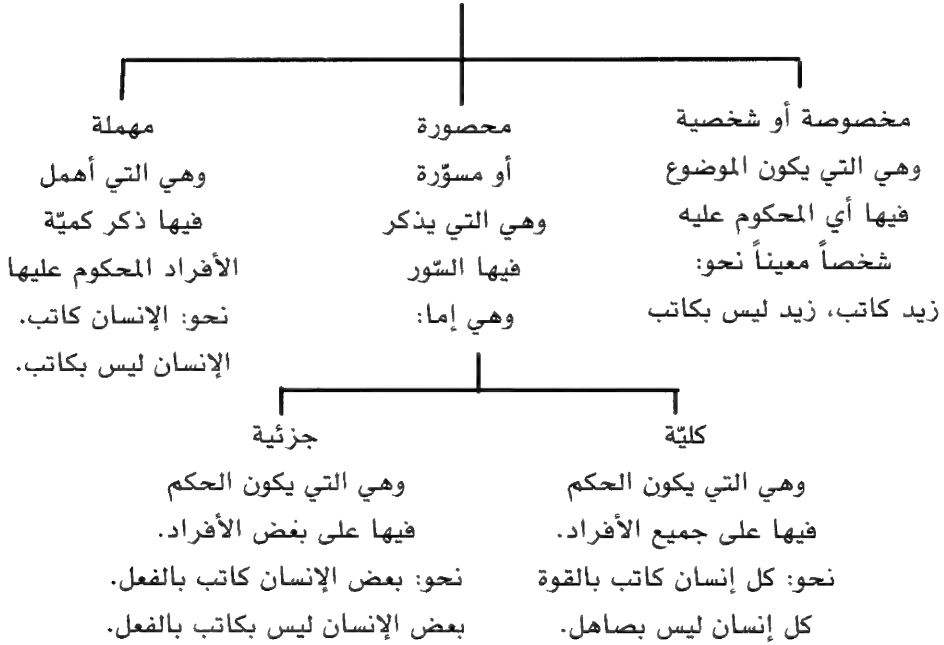 مخصوصة أو شخصية
وهي التي يكون الموضوع
فيها أي المحكوم عليه
شخصاً معيناً نحو:
زيد كاتب، زيد ليس بكاتب
محصورة
أو مسوّرة
وهي التي يذكر
فيها السّور
وهي إما:
مهملة
وهي التي أهمل
فيها ذكر كميّة
الأفراد المحكوم عليها
نحو: الإنسان كاتب.
الإنسان ليس بكاتب.
كليّة
وهي التي يكون الحكم
فيها على جميع الأفراد.
نحو: كل إنسان كاتب بالقوة
كل إنسان ليس بصاهل.
جزئية
وهي التي يكون الحكم
فيها على بغض الأفراد.
نحو: بعض الإنسان كاتب بالفعل.
بعض الإنسان ليس بكاتب بالفعل.